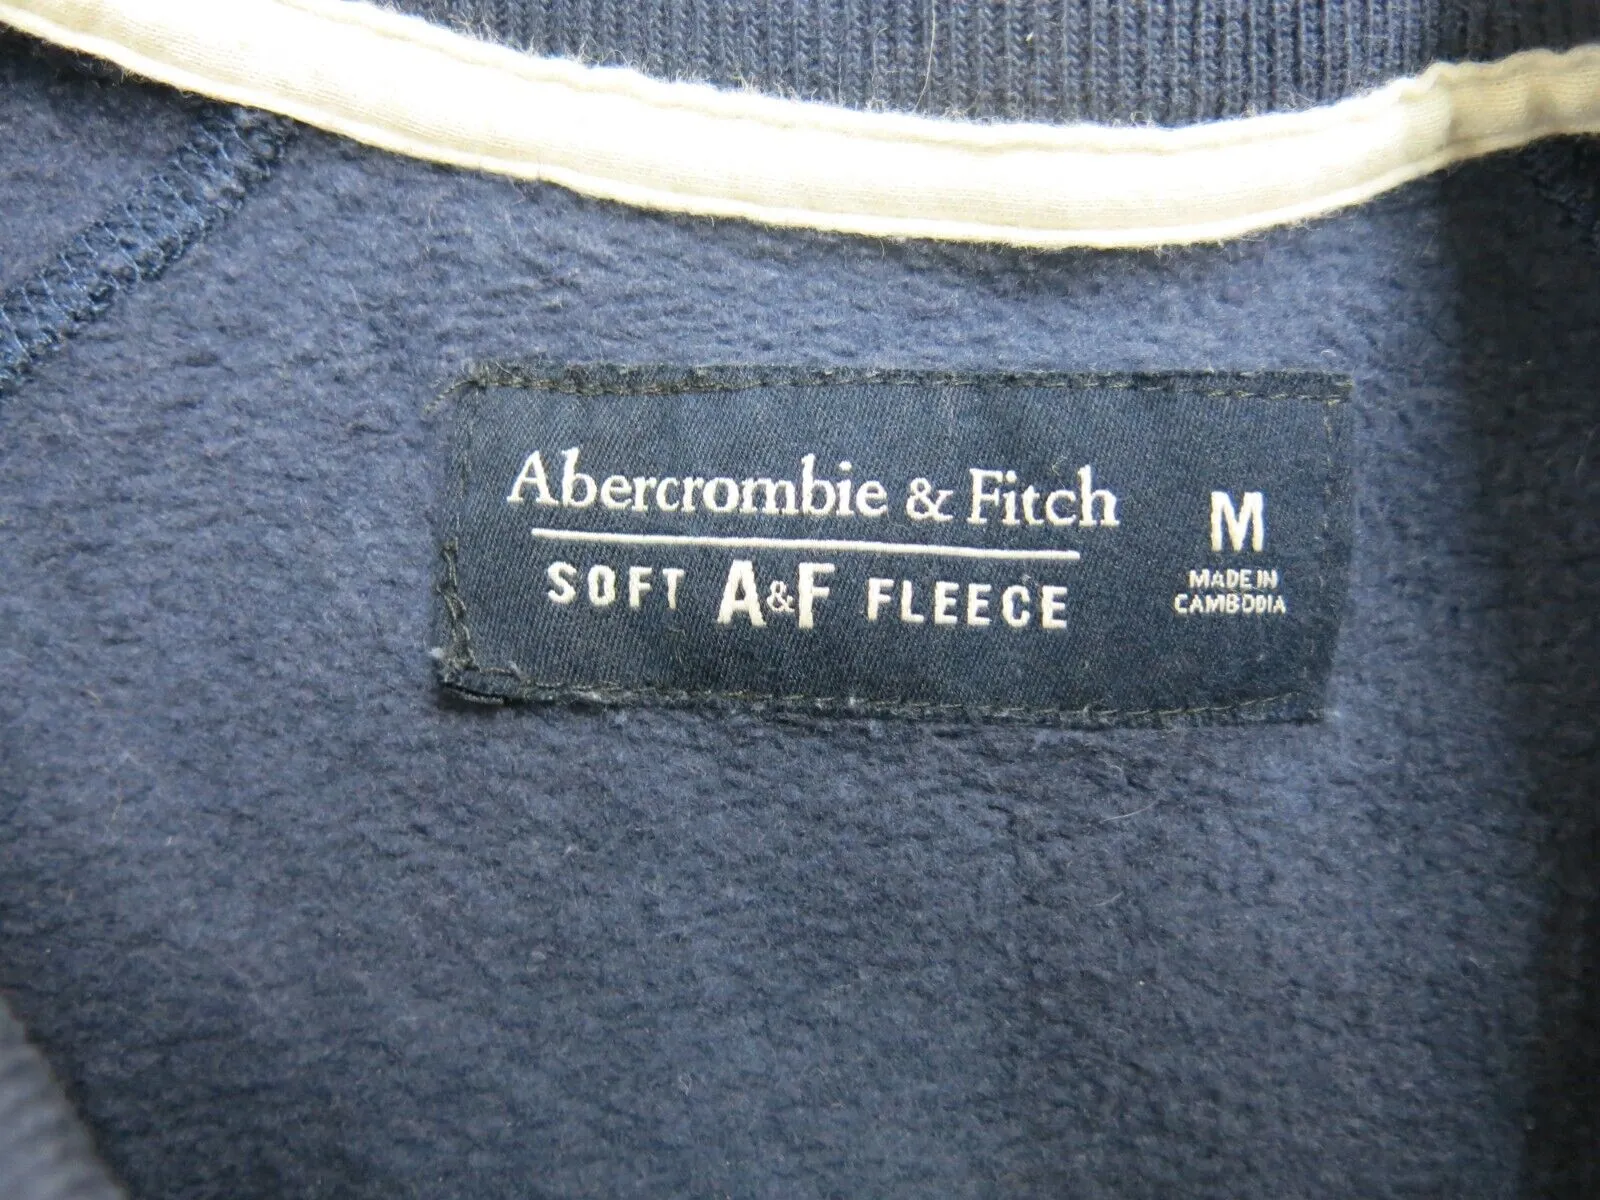 Abercrombie & Fitch
SOFT A&F FLEECE
M
MADE IN
CAMBODIA